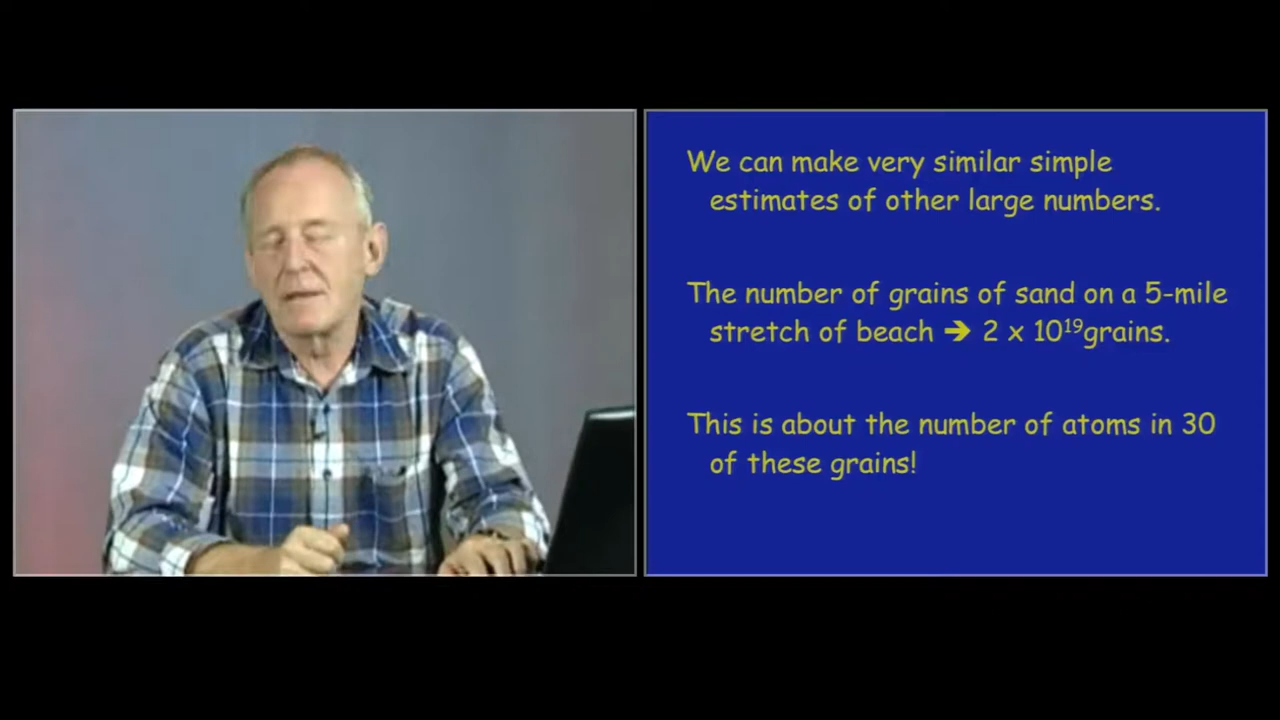 We can make very similar simple
estimates of other large numbers.
The number of grains of sand on a 5-mile
stretch of beach ➔ 2 x 10¹⁹grains.
This is about the number of atoms in 30
of these grains!